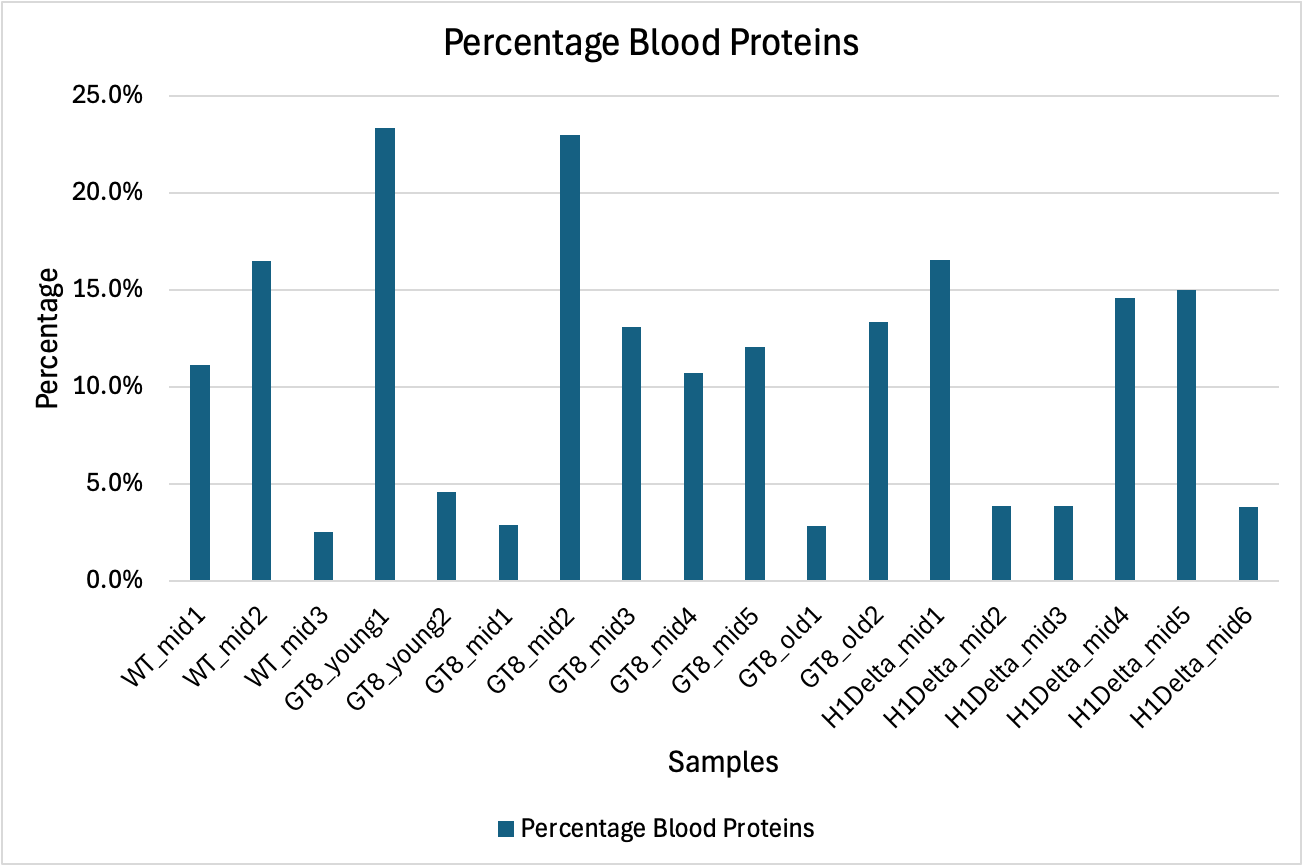 Percentage Blood Proteins
25.0%
20.0%
15.0%
10.0%
5.0%
0.0%
Percentage
WT_mid1
WT_mid2
WT_mid3
GT8_young1
GT8_young2
GT8_mid1
GT8_mid2
GT8_mid3
GT8_mid4
GT8_mid5
GT8_old1
GT8_old2
H1Delta_mid1
H1Delta_mid2
H1Delta_mid3
H1Delta_mid4
H1Delta_mid5
H1Delta_mid6
Samples
Percentage Blood Proteins